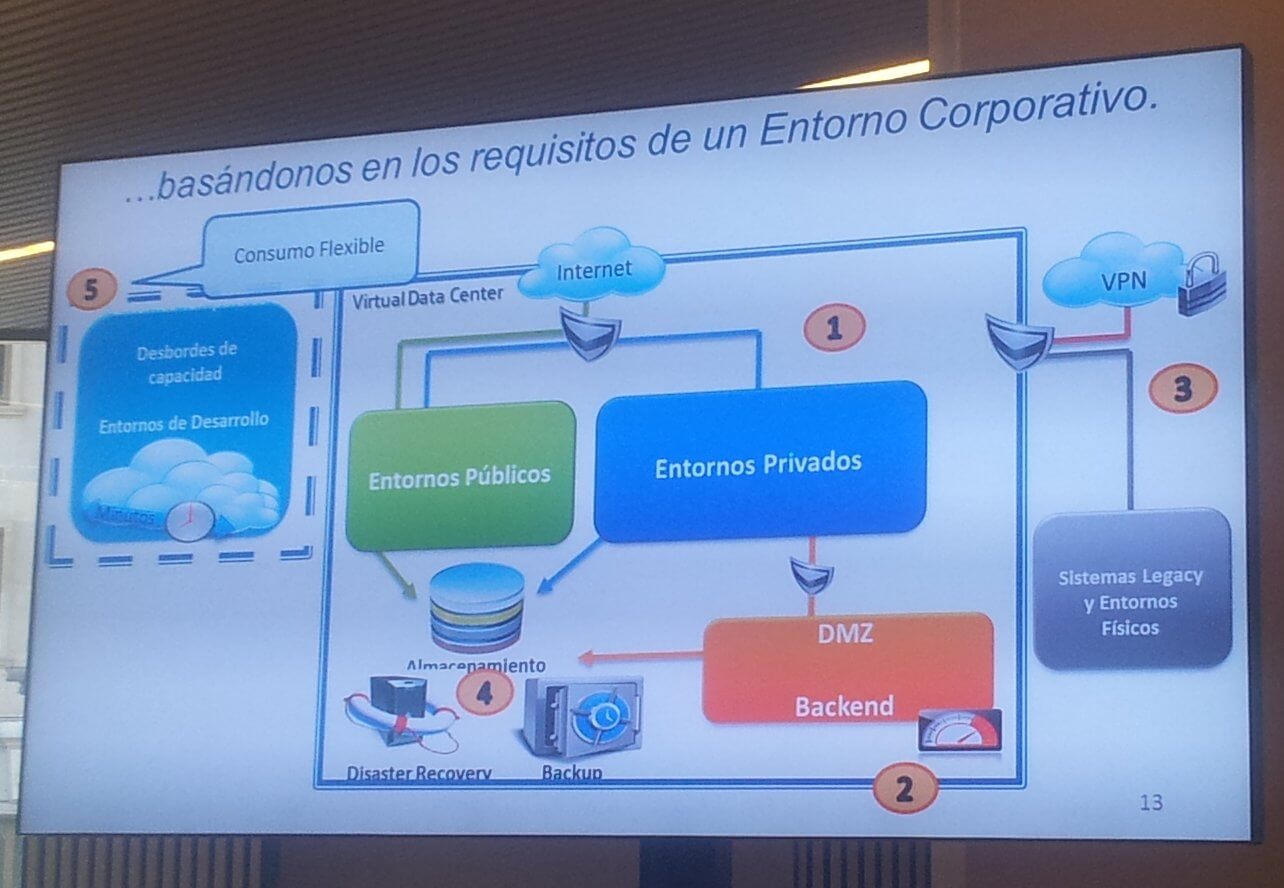 ...basándonos en los requisitos de un Entorno Corporativo.
Consumo Flexible
5
Desbordes de
capacidad
Entornos de Desarrollo
Minutos
Virtual Data Center
Internet
1
VPN
3
Entornos Públicos
Entornos Privados
Sistemas Legacy
y Entornos
Físicos
DMZ
Backend
Almacenamiento
4
Disaster Recovery
Backup
2
13